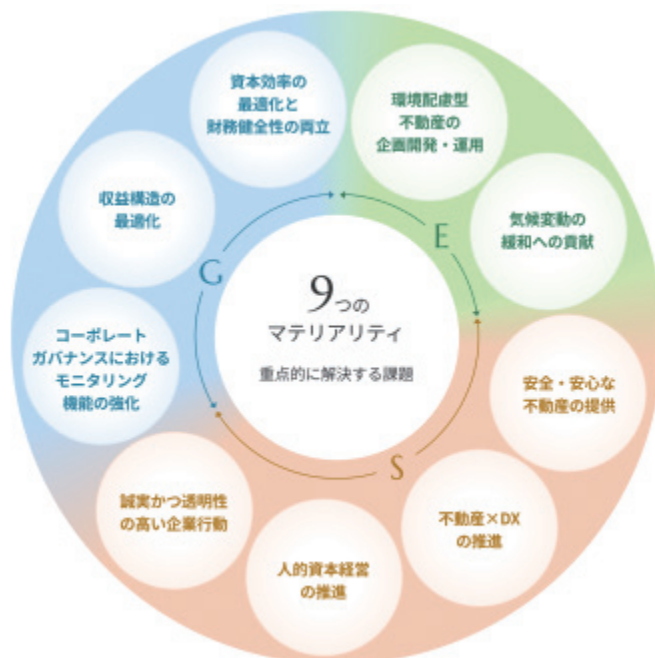 資本効率の
最適化と
財務健全性の両立
環境配慮型
不動産の
企画開発・運用
収益構造の
最適化
気候変動の
緩和への貢献
G
E
9つの
マテリアリティ
重点的に解決する課題
コーポレート
ガバナンスにおける
モニタリング
機能の強化
安全・安心な
不動産の提供
S
誠実かつ透明性
の高い企業行動
不動産×DX
の推進
人的資本経営
の推進